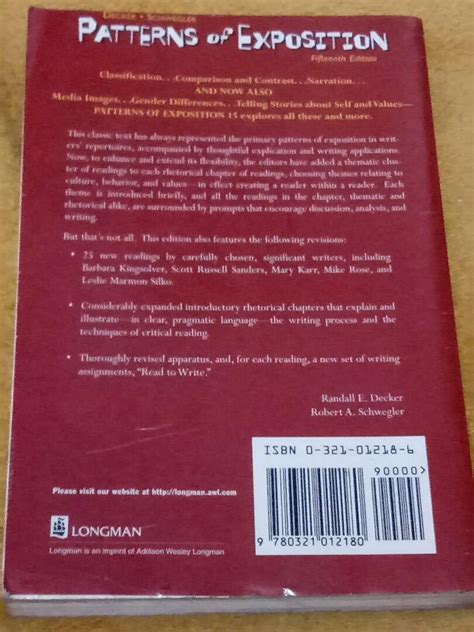 DECKER • SCHWEGLER
PATTERNS OF EXPOSITION
Fifteenth Edition
Classification. . .Comparison and Contrast. . .Narration. . .
AND NOW ALSO
Media Images. . .Gender Differences. . .Telling Stories about Self and Values—
PATTERNS OF EXPOSITION 15 explores all these and more.
This classic text has always represented the primary patterns of exposition in writ-
ers' repertoires, accompanied by thoughtful explication and writing applications.
Now, to enhance and extend its flexibility, the editors have added a thematic clus-
ter of readings to each rhetorical chapter of readings, choosing themes relating to
culture, behavior, and values—in effect creating a reader within a reader. Each
theme is introduced briefly, and all the readings in the chapter, thematic and
rhetorical alike, are surrounded by prompts that encourage discussion, analysis, and
writing.
But that's not all. This edition also features the following revisions:
• 25 new readings by carefully chosen, significant writers, including
Barbara Kingsolver, Scott Russell Sanders, Mary Karr, Mike Rose, and
Leslie Marmon Silko.
• Considerably expanded introductory rhetorical chapters that explain and
illustrate—in clear, pragmatic language—the writing process and the
techniques of critical reading.
• Thoroughly revised apparatus, and, for each reading, a new set of writing
assignments, "Read to Write."
Randall E. Decker
Robert A. Schwegler
ISBN 0-321-01218-6
90000>
9 780321 012180
Please visit our website at http://longman.awl.com
LONGMAN
Longman is an imprint of Addison Wesley Longman